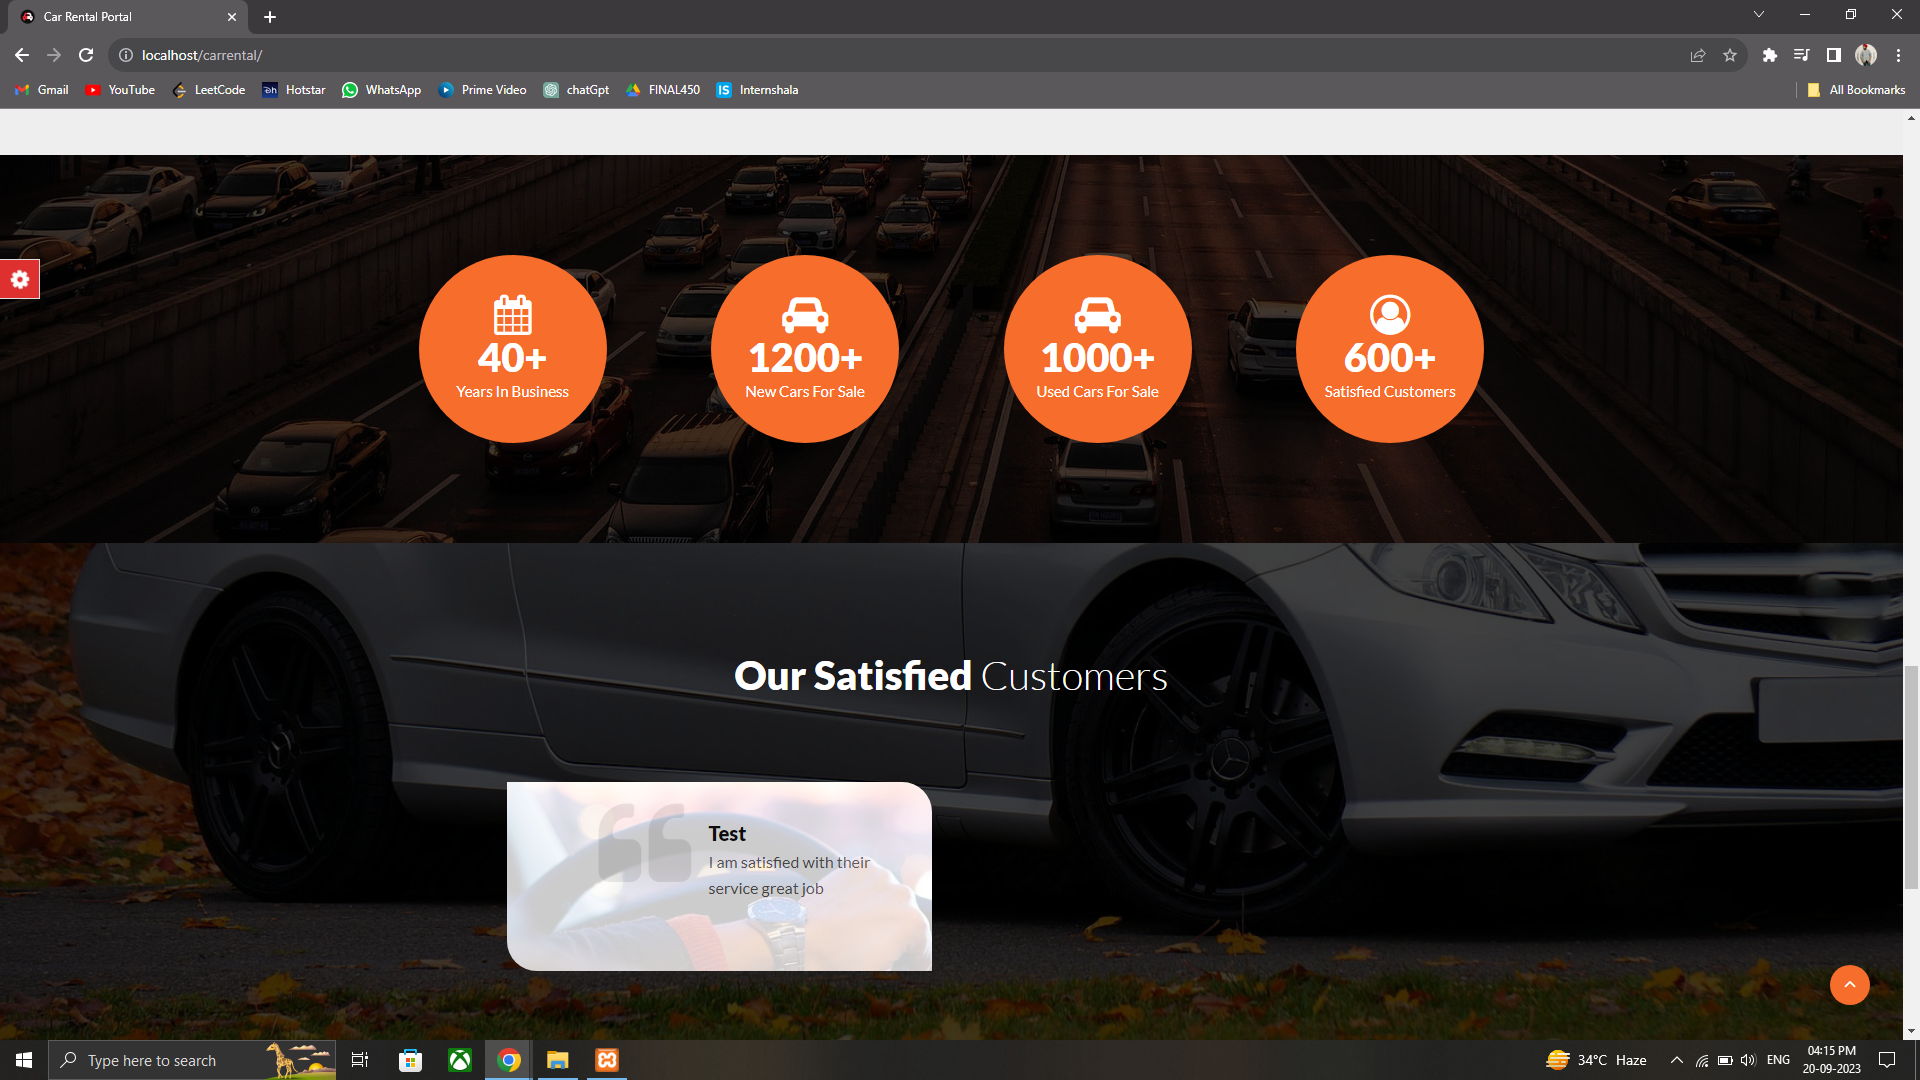 Car Rental Portal
localhost/carrental/
Gmail YouTube LeetCode Hotstar WhatsApp Prime Video chatGpt FINAL450 IS Internshala All Bookmarks
40+ 1200+ 1000+ 600+
Years In Business New Cars For Sale Used Cars For Sale Satisfied Customers
Our Satisfied Customers
Test
I am satisfied with their
service great job
Type here to search
34°C Haze ENG
04:15 PM
20-09-2023